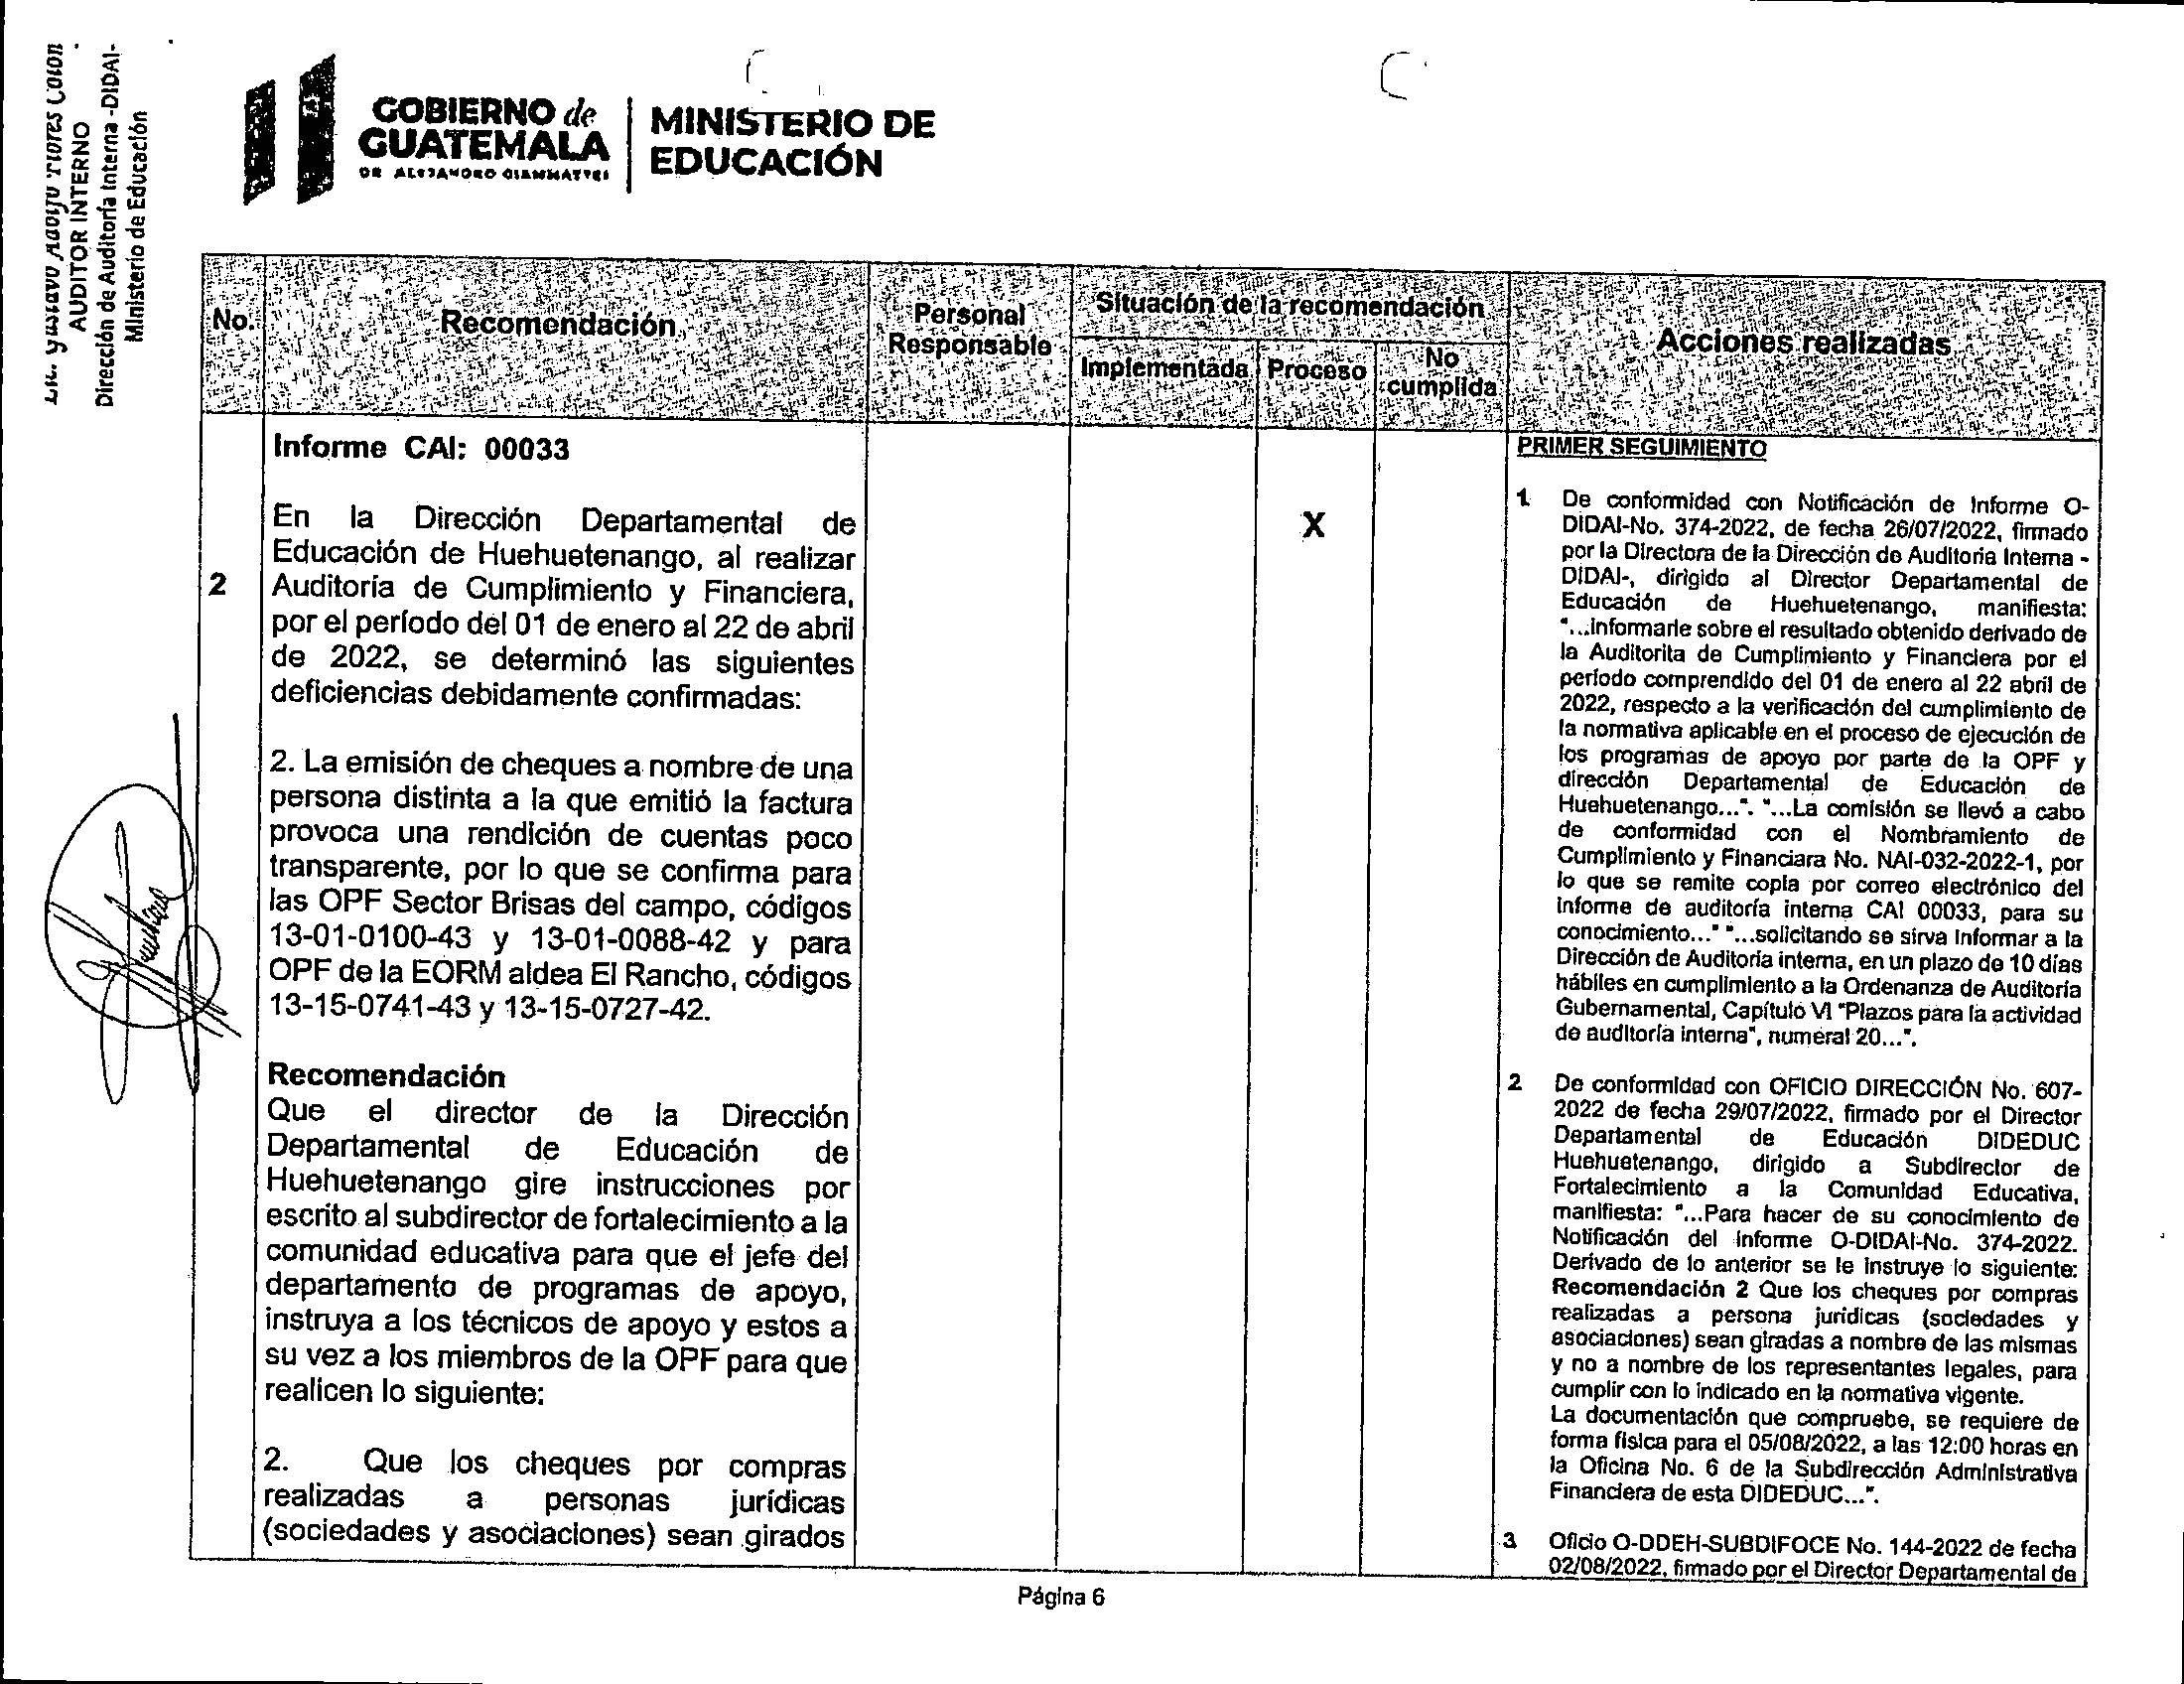 AUDITOR INTERNO
Dirección de Auditoría Interna -DIDAI-
Ministerio de Educación
GOBIERNO de
GUATEMALA
DR. ALEJANDRO GIAMMATTEI
MINISTERIO DE
EDUCACIÓN
No.
Recomendación
Personal
Responsable
Situación de la recomendación
Implementada
Proceso
No
cumplida
Acciones realizadas
2
Informe CAI: 00033
En la Dirección Departamental de
Educación de Huehuetenango, al realizar
Auditoría de Cumplimiento y Financiera,
por el período del 01 de enero al 22 de abril
de 2022, se determinó las siguientes
deficiencias debidamente confirmadas:
2. La emisión de cheques a nombre de una
persona distinta a la que emitió la factura
provoca una rendición de cuentas poco
transparente, por lo que se confirma para
las OPF Sector Brisas del campo, códigos
13-01-0100-43 y 13-01-0088-42 y para
OPF de la EORM aldea El Rancho, códigos
13-15-0741-43 y 13-15-0727-42.
Recomendación
Que el director de la Dirección
Departamental de Educación de
Huehuetenango gire instrucciones por
escrito al subdirector de fortalecimiento a la
comunidad educativa para que el jefe del
departamento de programas de apoyo,
instruya a los técnicos de apoyo y estos a
su vez a los miembros de la OPF para que
realicen lo siguiente:
2. Que los cheques por compras
realizadas a personas jurídicas
(sociedades y asociaciones) sean girados
X
PRIMER SEGUIMIENTO
1 De conformidad con Notificación de Informe O-
DIDAI-No. 374-2022, de fecha 26/07/2022, firmado
por la Directora de la Dirección de Auditoria Interna -
DIDAI-, dirigido al Director Departamental de
Educación de Huehuetenango, manifiesta:
"...informarle sobre el resultado obtenido derivado de
la Auditorita de Cumplimiento y Financiera por el
período comprendido del 01 de enero al 22 abril de
2022, respecto a la verificación del cumplimiento de
la normativa aplicable en el proceso de ejecución de
los programas de apoyo por parte de la OPF y
dirección Departamental de Educación de
Huehuetenango...". "...La comisión se llevó a cabo
de conformidad con el Nombramiento de
Cumplimiento y Financiara No. NAI-032-2022-1, por
lo que se remite copia por correo electrónico del
informe de auditoría interna CAI 00033, para su
conocimiento..." "...solicitando se sirva Informar a la
Dirección de Auditoría interna, en un plazo de 10 días
hábiles en cumplimiento a la Ordenanza de Auditoría
Gubernamental, Capítulo VI "Plazos para la actividad
de auditoría interna", numeral 20...".
2 De conformidad con OFICIO DIRECCIÓN No. 607-
2022 de fecha 29/07/2022, firmado por el Director
Departamental de Educación DIDEDUC
Huehuetenango, dirigido a Subdirector de
Fortalecimiento a la Comunidad Educativa,
manifiesta: "...Para hacer de su conocimiento de
Notificación del Informe O-DIDAI-No. 374-2022.
Derivado de lo anterior se le instruye lo siguiente:
Recomendación 2 Que los cheques por compras
realizadas a persona jurídicas (sociedades y
asociaciones) sean giradas a nombre de las mismas
y no a nombre de los representantes legales, para
cumplir con lo indicado en la normativa vigente.
La documentación que compruebe, se requiere de
forma física para el 05/08/2022, a las 12:00 horas en
la Oficina No. 6 de la Subdirección Administrativa
Financiera de esta DIDEDUC...".
3 Oficio O-DDEH-SUBDIFOCE No. 144-2022 de fecha
02/08/2022, firmado por el Director Departamental de
Página 6